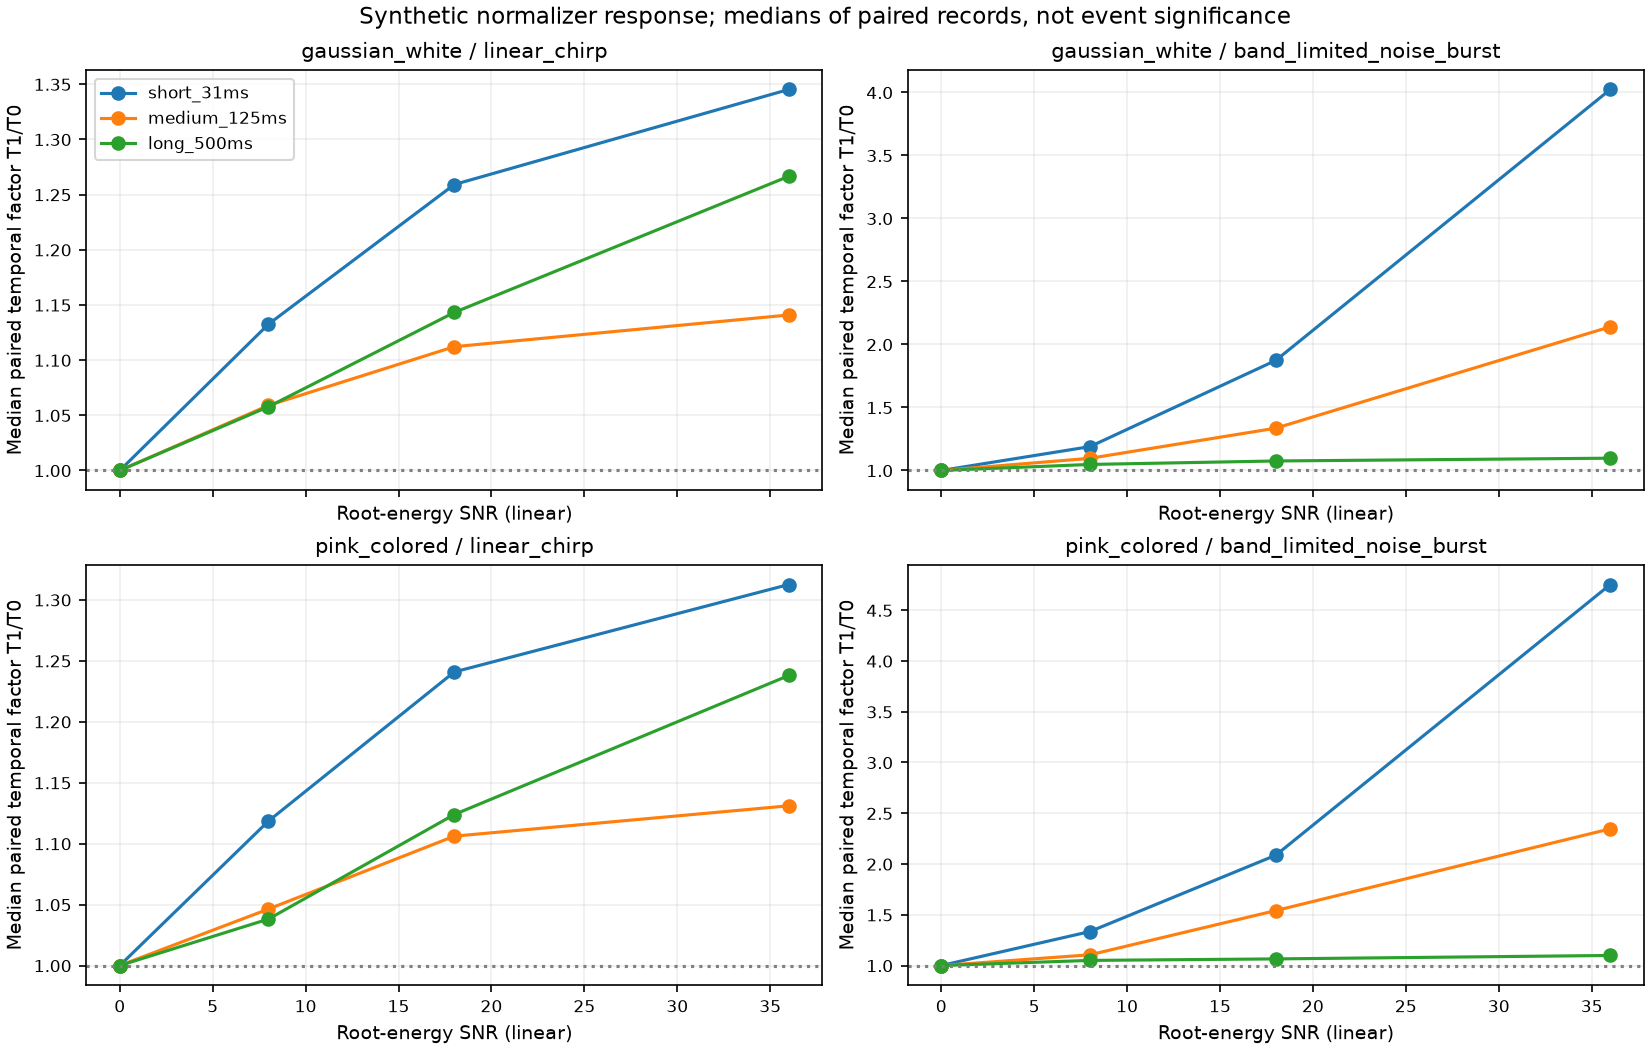 Synthetic normalizer response; medians of paired records, not event significance
gaussian_white / linear_chirp
Median paired temporal factor T1/T0
1.35
1.30
1.25
1.20
1.15
1.10
1.05
1.00
short_31ms
medium_125ms
long_500ms
Root-energy SNR (linear)
gaussian_white / band_limited_noise_burst
Median paired temporal factor T1/T0
4.0
3.5
3.0
2.5
2.0
1.5
1.0
Root-energy SNR (linear)
pink_colored / linear_chirp
Median paired temporal factor T1/T0
1.30
1.25
1.20
1.15
1.10
1.05
1.00
0 5 10 15 20 25 30 35
Root-energy SNR (linear)
pink_colored / band_limited_noise_burst
Median paired temporal factor T1/T0
4.5
4.0
3.5
3.0
2.5
2.0
1.5
1.0
0 5 10 15 20 25 30 35
Root-energy SNR (linear)